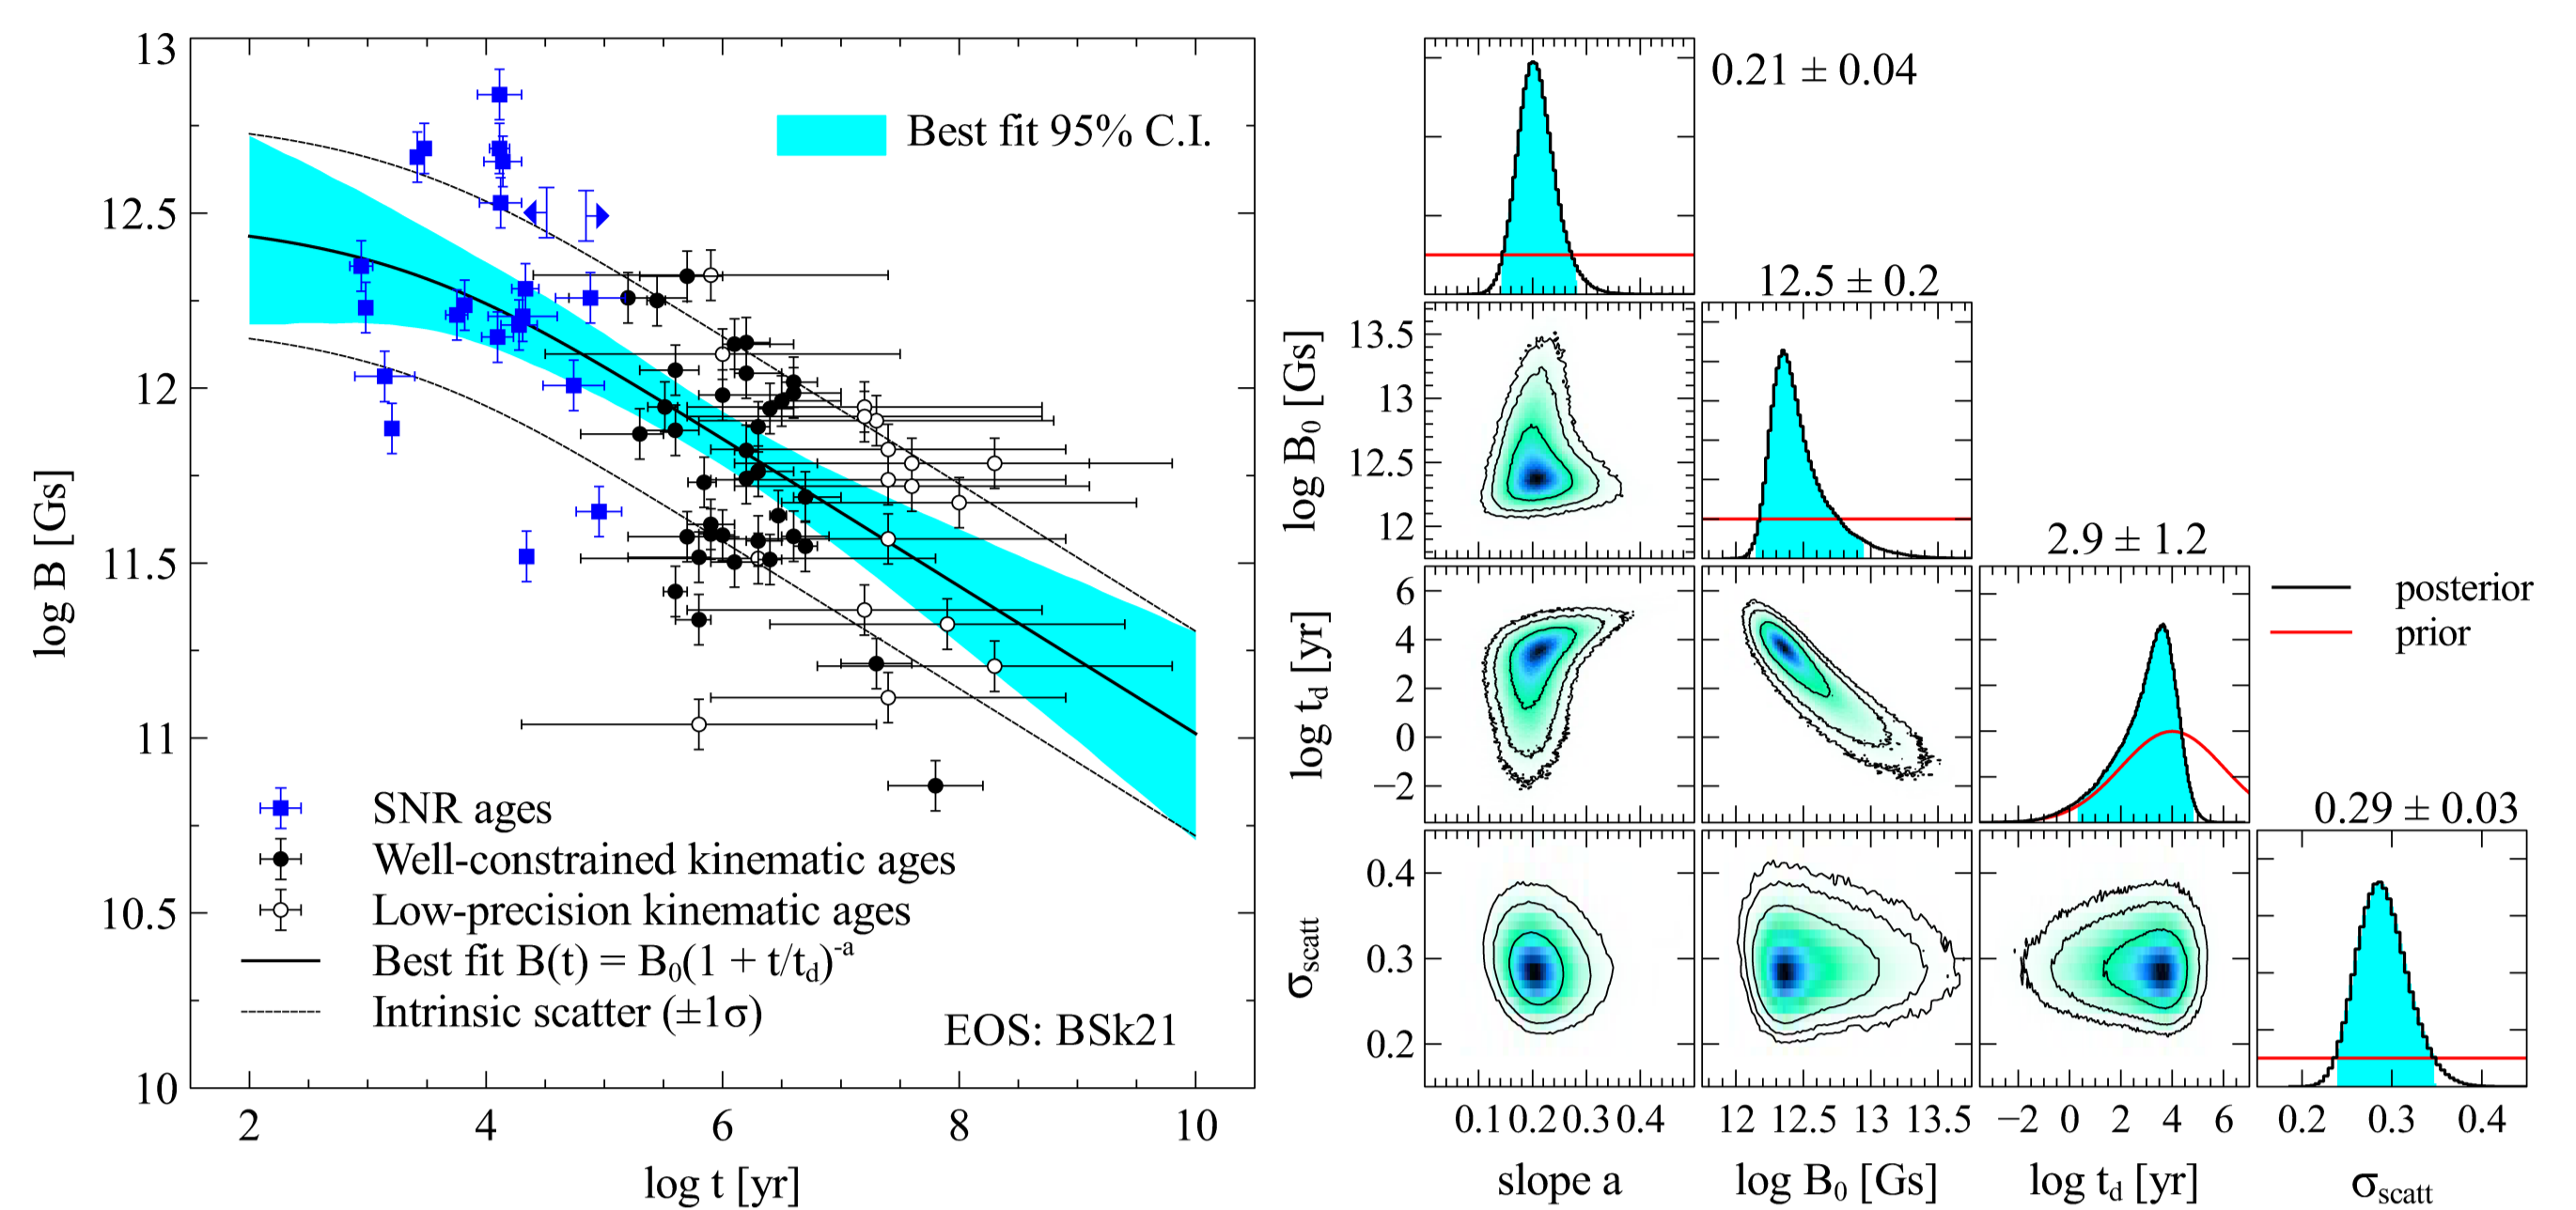 13
12.5
12
11.5
11
10.5
10
log B [Gs]
2 4 6 8 10
log t [yr]
Best fit 95% C.I.
SNR ages
Well-constrained kinematic ages
Low-precision kinematic ages
Best fit B(t) = B₀(1 + t/t_d)^-a
Intrinsic scatter (±1σ)
EOS: BSk21
0.21 ± 0.04
12.5 ± 0.2
13.5
13
12.5
12
log B₀ [Gs]
2.9 ± 1.2
posterior
prior
6
4
2
0
−2
log t_d [yr]
0.29 ± 0.03
0.4
0.3
0.2
σ_scatt
0.1 0.2 0.3 0.4
12 12.5 13 13.5
−2 0 2 4 6
0.2 0.3 0.4
slope a
log B₀ [Gs]
log t_d [yr]
σ_scatt